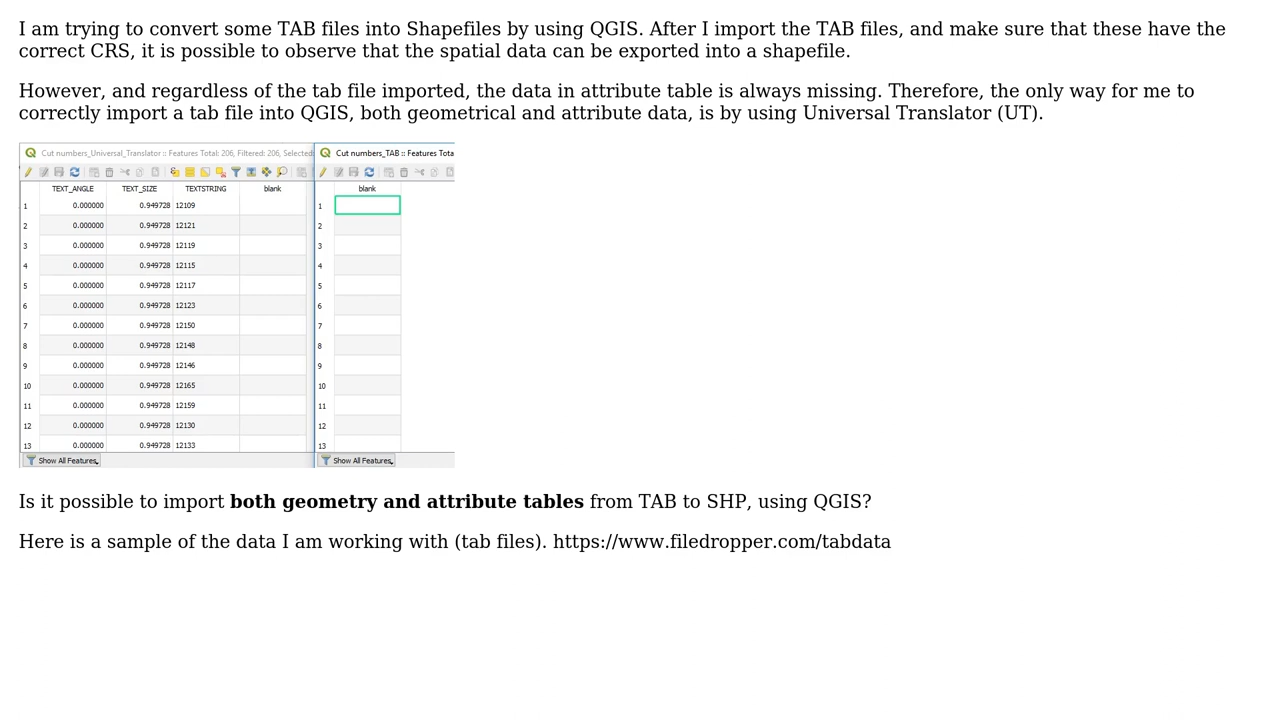 I am trying to convert some TAB files into Shapefiles by using QGIS. After I import the TAB files, and make sure that these have the
correct CRS, it is possible to observe that the spatial data can be exported into a shapefile.
However, and regardless of the tab file imported, the data in attribute table is always missing. Therefore, the only way for me to
correctly import a tab file into QGIS, both geometrical and attribute data, is by using Universal Translator (UT).
Cut numbers_Universal_Translator :: Features Total: 206, Filtered: 206, Selected
Cut numbers_TAB :: Features Tota
TEXT_ANGLE TEXT_SIZE TEXTSTRING blank
blank
1 0.000000 0.949728 12109
1
2 0.000000 0.949728 12121
2
3 0.000000 0.949728 12119
3
4 0.000000 0.949728 12115
4
5 0.000000 0.949728 12117
5
6 0.000000 0.949728 12123
6
7 0.000000 0.949728 12150
7
8 0.000000 0.949728 12148
8
9 0.000000 0.949728 12146
9
10 0.000000 0.949728 12165
10
11 0.000000 0.949728 12159
11
12 0.000000 0.949728 12130
12
13 0.000000 0.949728 12133
13
Show All Features
Show All Features
Is it possible to import both geometry and attribute tables from TAB to SHP, using QGIS?
Here is a sample of the data I am working with (tab files). https://www.filedropper.com/tabdata